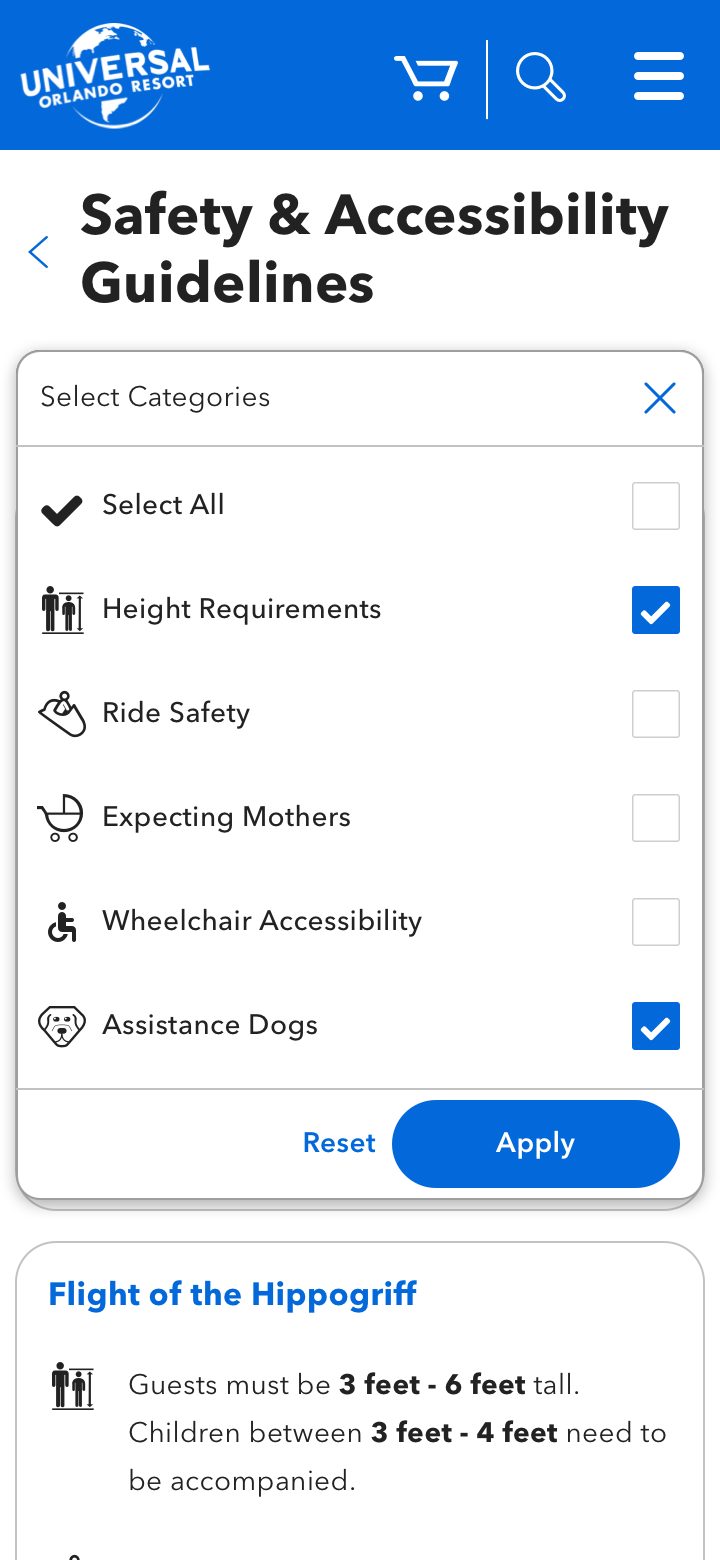 UNIVERSAL
ORLANDO RESORT
Safety & Accessibility
Guidelines
Select Categories
Select All
Height Requirements
Ride Safety
Expecting Mothers
Wheelchair Accessibility
Assistance Dogs
Reset
Apply
Flight of the Hippogriff
Guests must be 3 feet - 6 feet tall.
Children between 3 feet - 4 feet need to
be accompanied.